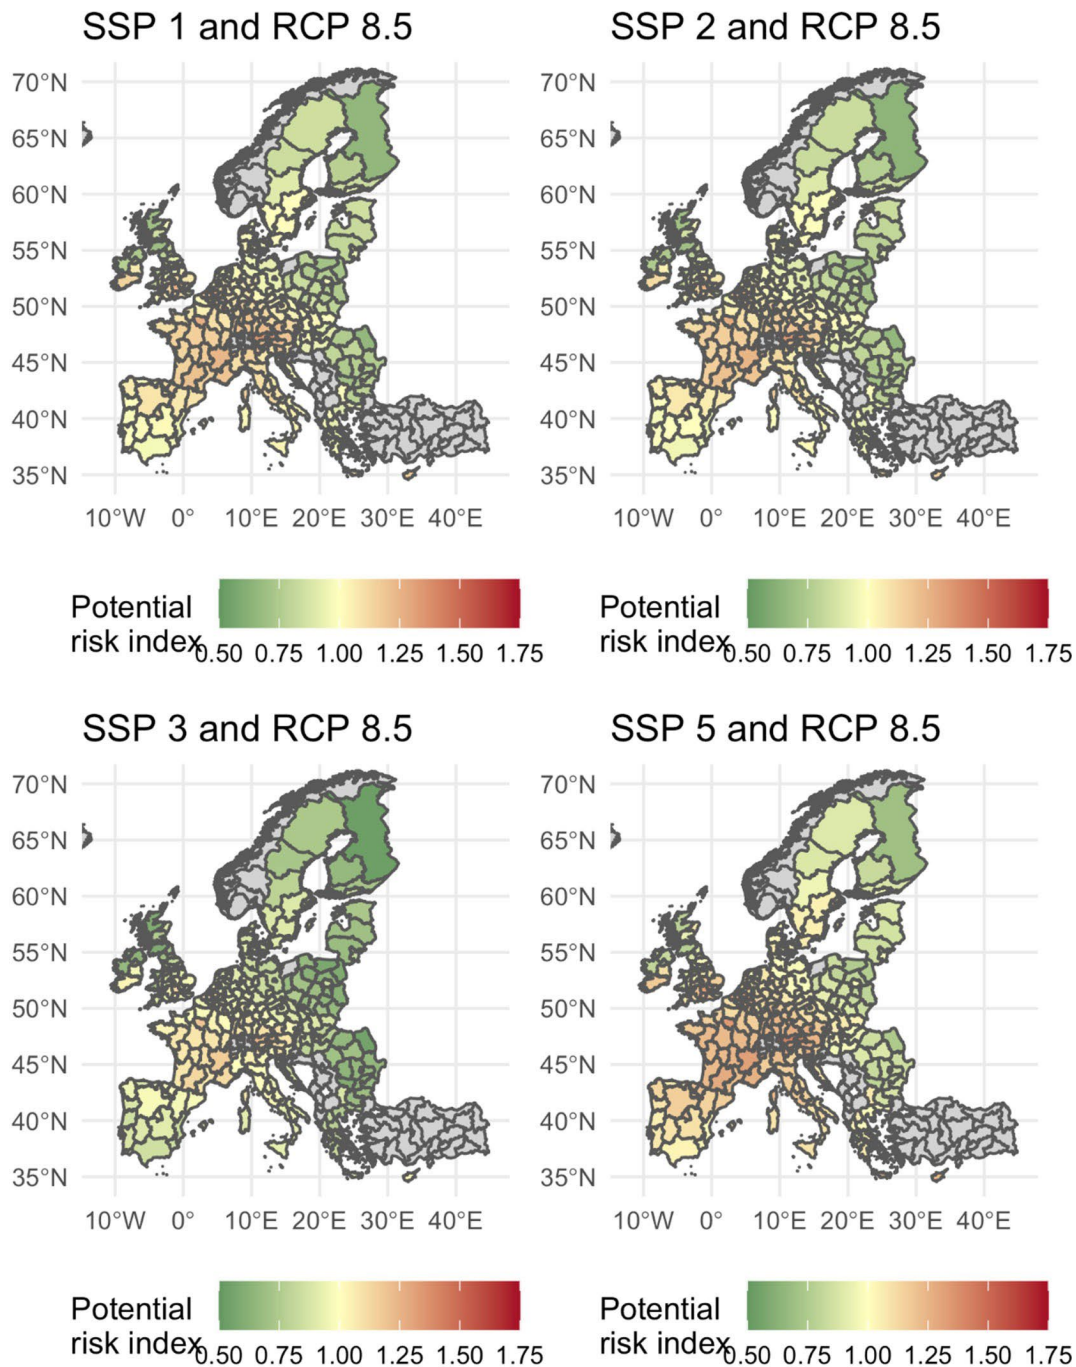 SSP 1 and RCP 8.5
SSP 2 and RCP 8.5
70°N
65°N
60°N
55°N
50°N
45°N
40°N
35°N
10°W 0° 10°E 20°E 30°E 40°E
70°N
65°N
60°N
55°N
50°N
45°N
40°N
35°N
10°W 0° 10°E 20°E 30°E 40°E
Potential
risk index
0.50 0.75 1.00 1.25 1.50 1.75
Potential
risk index
0.50 0.75 1.00 1.25 1.50 1.75
SSP 3 and RCP 8.5
SSP 5 and RCP 8.5
70°N
65°N
60°N
55°N
50°N
45°N
40°N
35°N
10°W 0° 10°E 20°E 30°E 40°E
70°N
65°N
60°N
55°N
50°N
45°N
40°N
35°N
10°W 0° 10°E 20°E 30°E 40°E
Potential
risk index
0.50 0.75 1.00 1.25 1.50 1.75
Potential
risk index
0.50 0.75 1.00 1.25 1.50 1.75